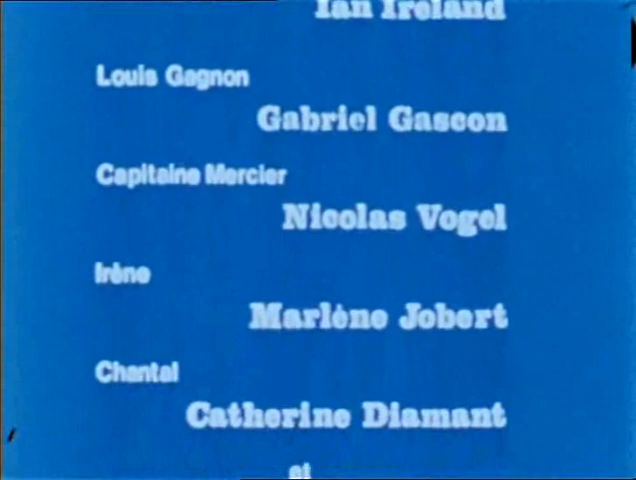 Ian Ireland
Louis Gagnon
Gabriel Gascon
Capitaine Mercier
Nicolas Vogel
Irène
Marlène Jobert
Chantal
Catherine Diamant
et